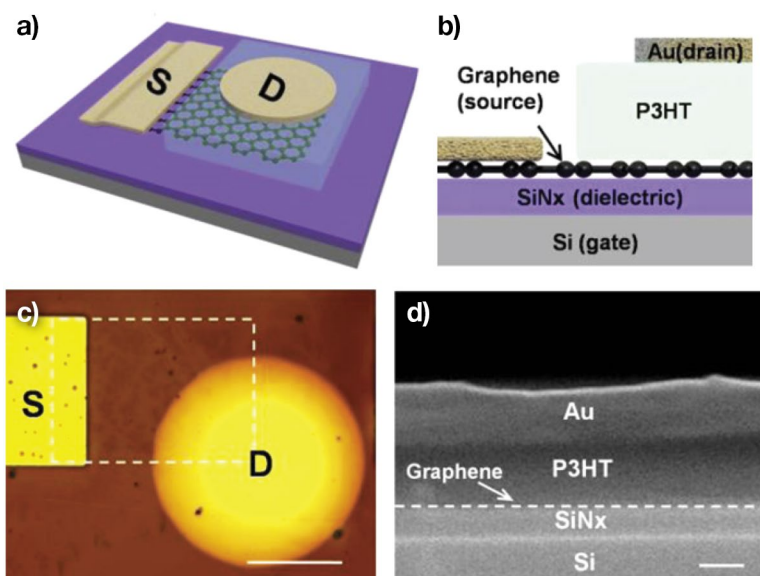 a)
S
D
b)
Au(drain)
Graphene
(source)
P3HT
SiNx (dielectric)
Si (gate)
c)
S
D
d)
Au
P3HT
Graphene
SiNx
Si